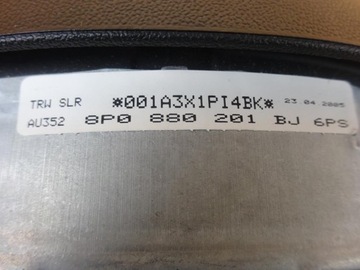 TRW SLR *001A3X1PI4BK* 23 04 2005
AU352 8P0 880 201 BJ 6PS